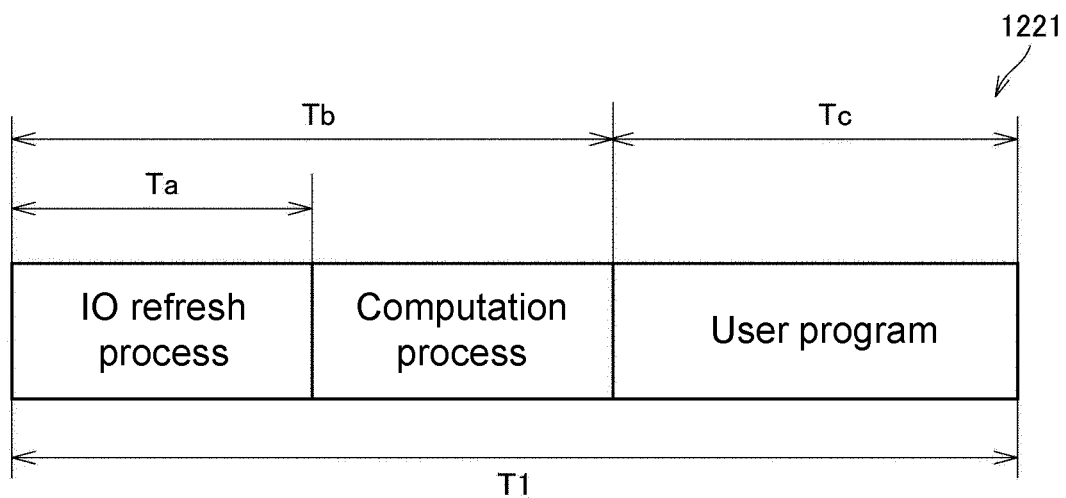 1221
Tb
Tc
Ta
IO refresh
process
Computation
process
User program
T1